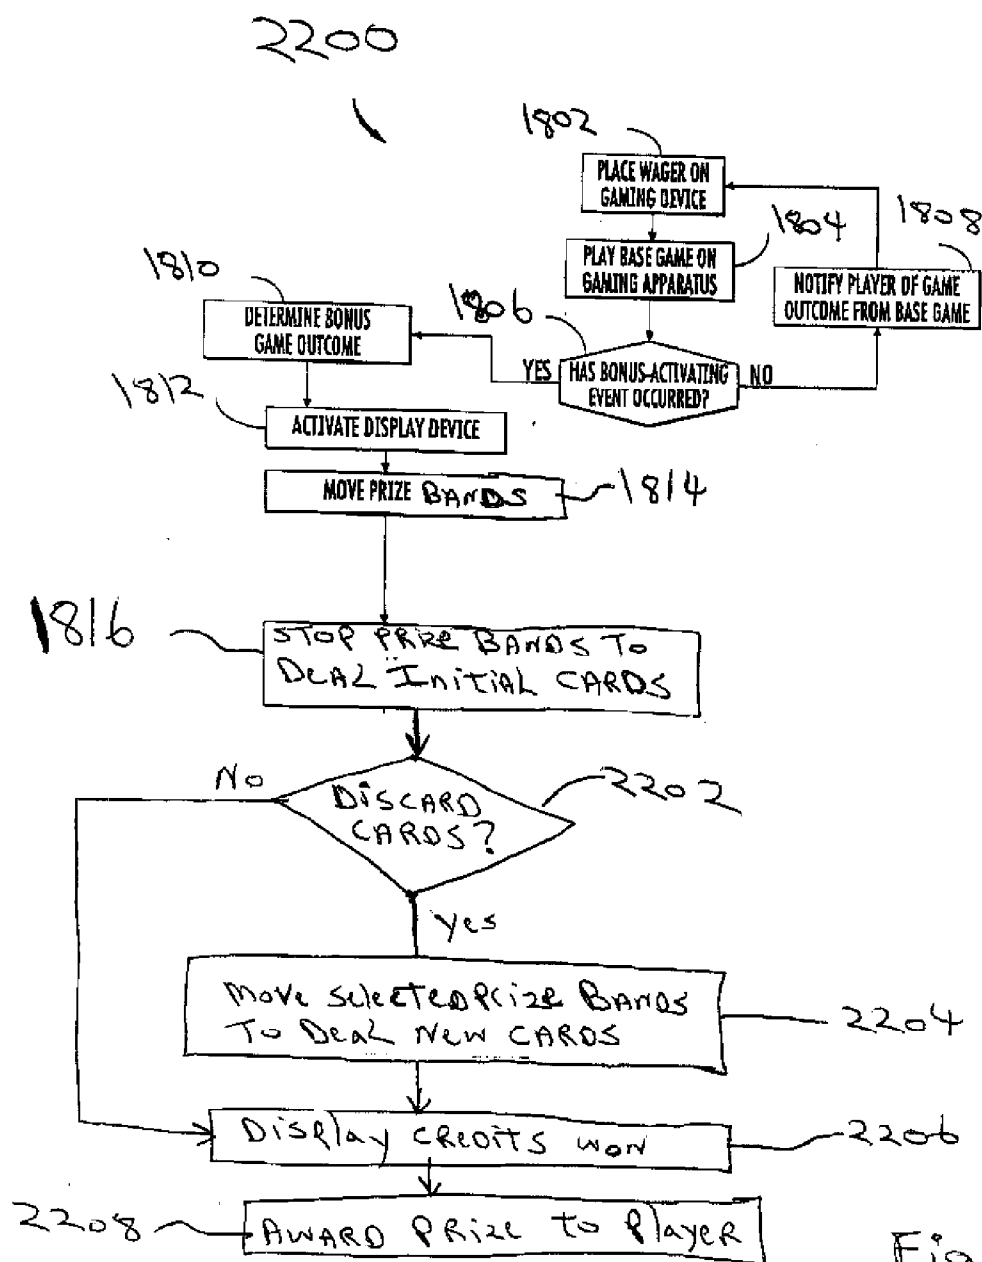 2200
1802
PLACE WAGER ON
GAMING DEVICE
1804
PLAY BASE GAME ON
GAMING APPARATUS
1808
NOTIFY PLAYER OF GAME
OUTCOME FROM BASE GAME
1806
HAS BONUS-ACTIVATING
EVENT OCCURRED?
YES
NO
1810
DETERMINE BONUS
GAME OUTCOME
1812
ACTIVATE DISPLAY DEVICE
MOVE PRIZE BANDS
1814
1816
STOP PRIZE BANDS TO
DEAL INITIAL CARDS
No
DISCARD
CARDS?
2202
Yes
Move SelecTeD Prize BANDS
To DeaL New CARDS
2204
Display CReDiTs won
2206
2208
AWARD PRize to Player
Fig